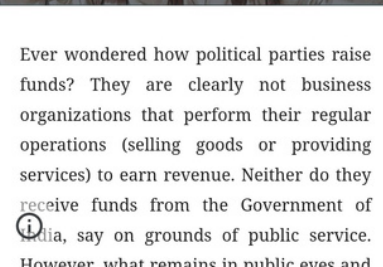 Ever wondered how political parties raise
funds? They are clearly not business
organizations that perform their regular
operations (selling goods or providing
services) to earn revenue. Neither do they
receive funds from the Government of
India, say on grounds of public service.
However, what remains in public eyes and